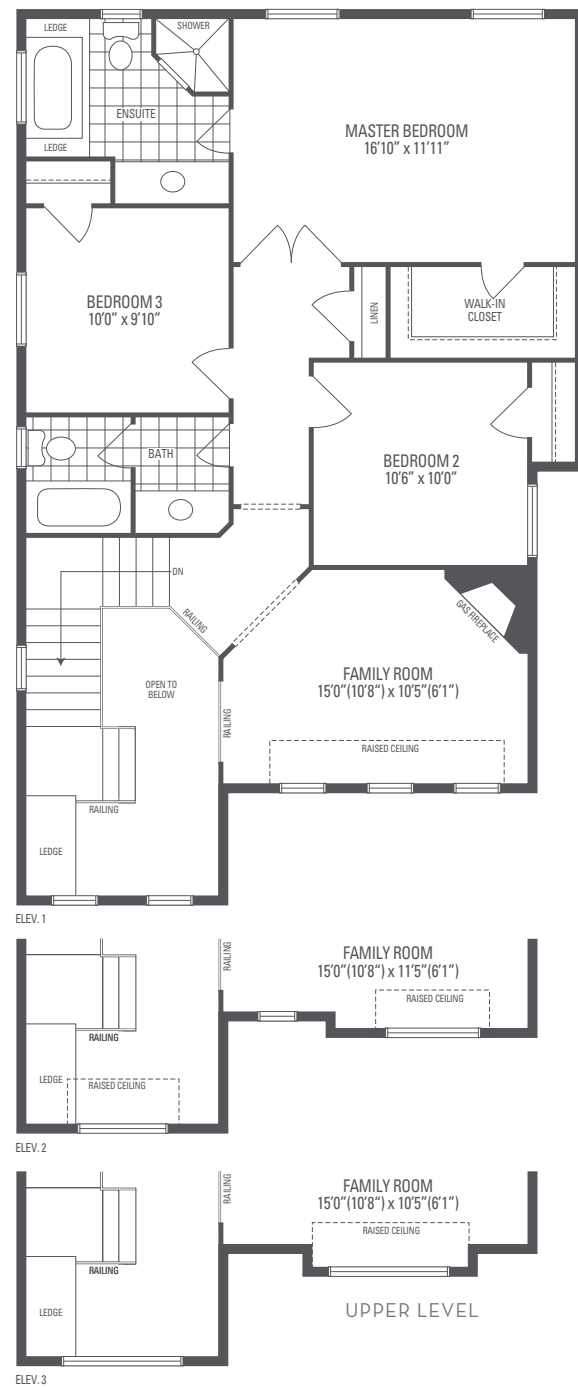 LEDGE
SHOWER
ENSUITE
LEDGE
MASTER BEDROOM
16'10" x 11'11"
BEDROOM 3
10'0" x 9'10"
LINEN
WALK-IN
CLOSET
BATH
BEDROOM 2
10'6" x 10'0"
DN
RAILING
GAS FIREPLACE
OPEN TO
BELOW
FAMILY ROOM
15'0"(10'8") x 10'5"(6'1")
RAILING
RAISED CEILING
RAILING
LEDGE
ELEV. 1
RAILING
FAMILY ROOM
15'0"(10'8") x 11'5"(6'1")
RAISED CEILING
RAILING
LEDGE
RAISED CEILING
ELEV. 2
RAILING
FAMILY ROOM
15'0"(10'8") x 10'5"(6'1")
RAISED CEILING
RAILING
LEDGE
UPPER LEVEL
ELEV. 3